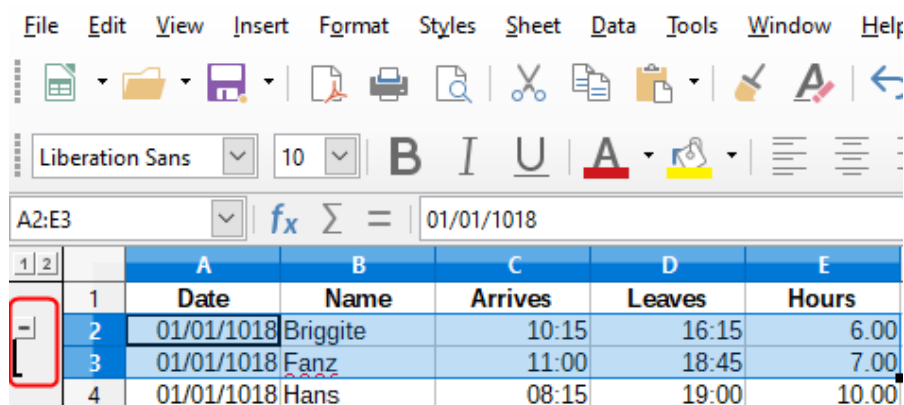 File Edit View Insert Format Styles Sheet Data Tools Window Help
Liberation Sans 10 B I U A
A2:E3 fx Σ = 01/01/1018
1 2 A B C D E
1 Date Name Arrives Leaves Hours
2 01/01/1018 Briggite 10:15 16:15 6.00
3 01/01/1018 Fanz 11:00 18:45 7.00
4 01/01/1018 Hans 08:15 19:00 10.00